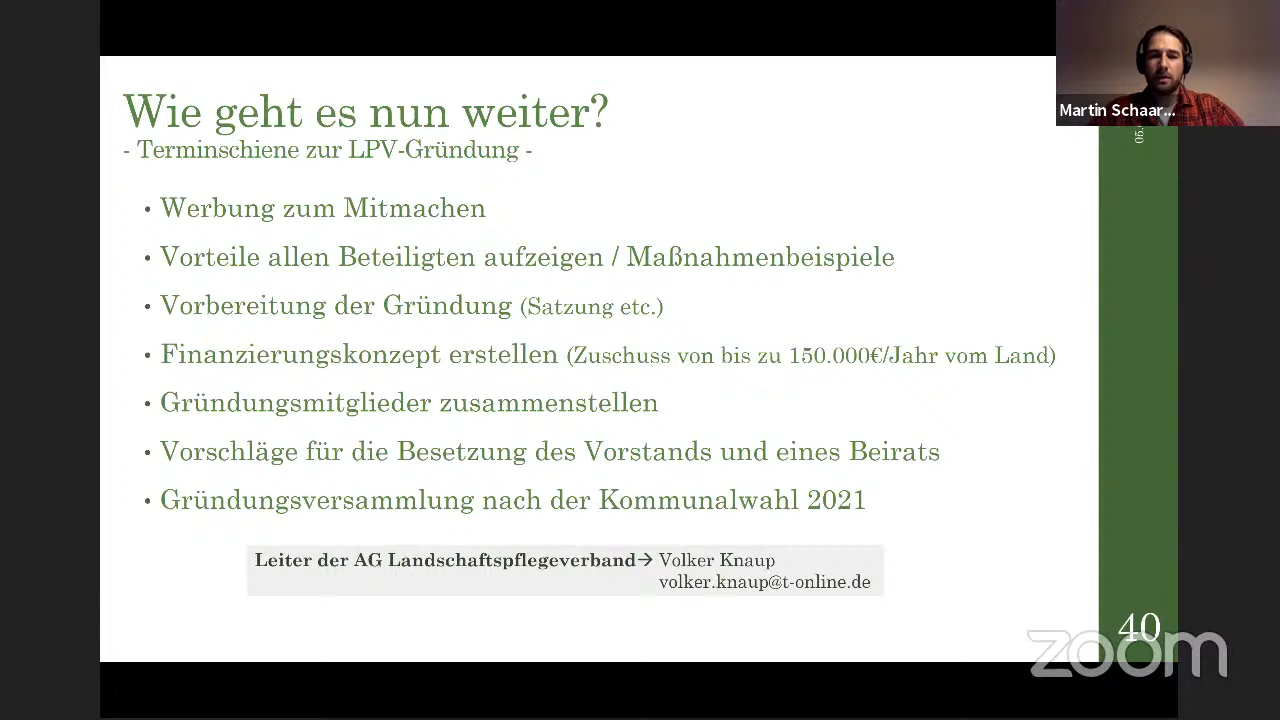 Wie geht es nun weiter?
- Terminschiene zur LPV-Gründung -
• Werbung zum Mitmachen
• Vorteile allen Beteiligten aufzeigen / Maßnahmenbeispiele
• Vorbereitung der Gründung (Satzung etc.)
• Finanzierungskonzept erstellen (Zuschuss von bis zu 150.000€/Jahr vom Land)
• Gründungsmitglieder zusammenstellen
• Vorschläge für die Besetzung des Vorstands und eines Beirats
• Gründungsversammlung nach der Kommunalwahl 2021
Leiter der AG Landschaftspflegeverband→ Volker Knaup
volker.knaup@t-online.de
Martin Schaar...
05.
40
zoom